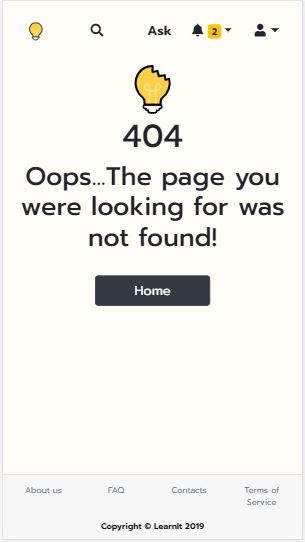 Ask 2
404
Oops...The page you
were looking for was
not found!
Home
About us FAQ Contacts Terms of
Service
Copyright © LearnIt 2019